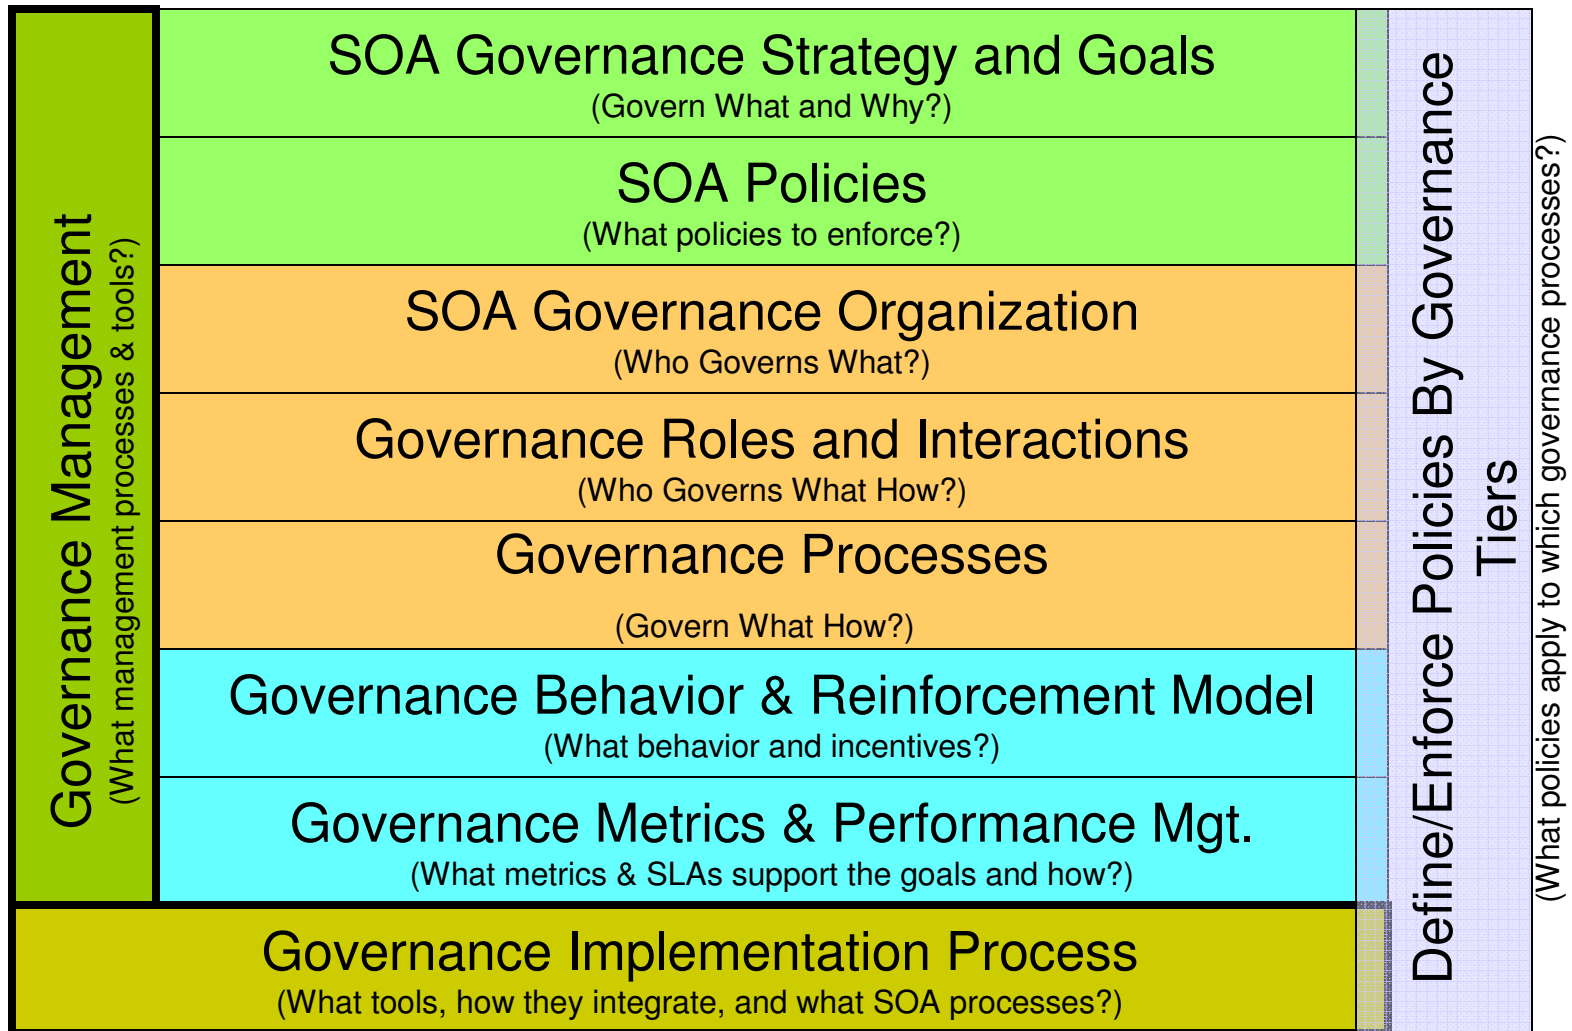 Governance Management
(What management processes & tools?)
SOA Governance Strategy and Goals
(Govern What and Why?)
SOA Policies
(What policies to enforce?)
SOA Governance Organization
(Who Governs What?)
Governance Roles and Interactions
(Who Governs What How?)
Governance Processes
(Govern What How?)
Governance Behavior & Reinforcement Model
(What behavior and incentives?)
Governance Metrics & Performance Mgt.
(What metrics & SLAs support the goals and how?)
Governance Implementation Process
(What tools, how they integrate, and what SOA processes?)
Define/Enforce Policies By Governance
Tiers
(What policies apply to which governance processes?)